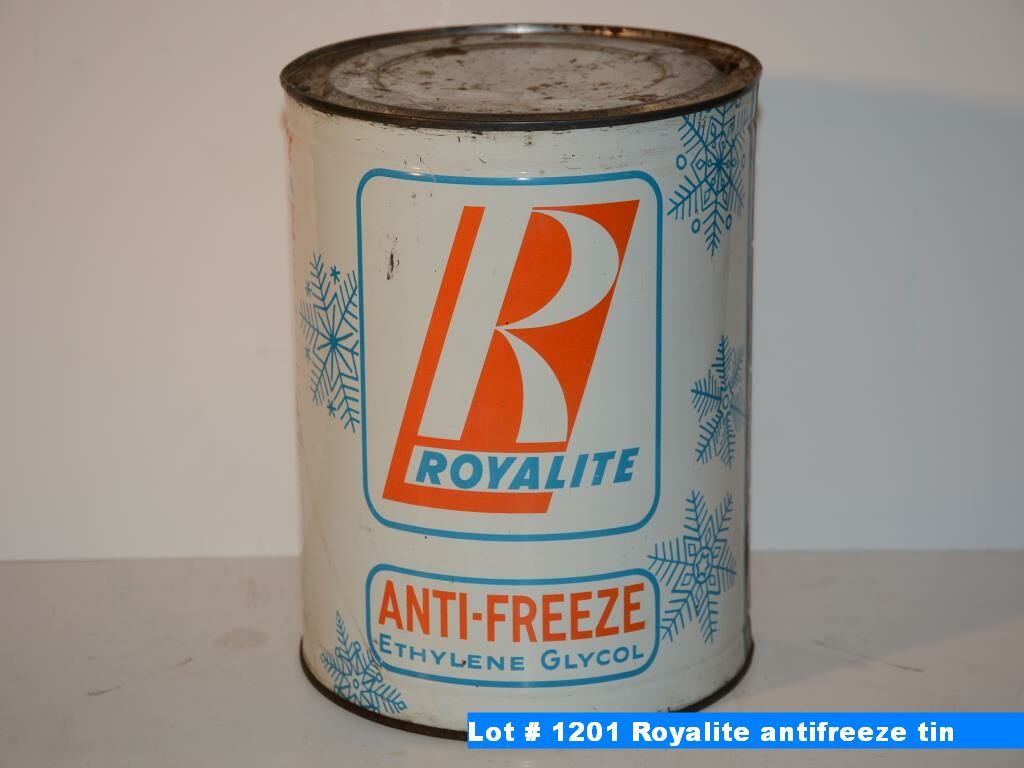 R
ROYALITE
ANTI-FREEZE
ETHYLENE GLYCOL
Lot # 1201 Royalite antifreeze tin